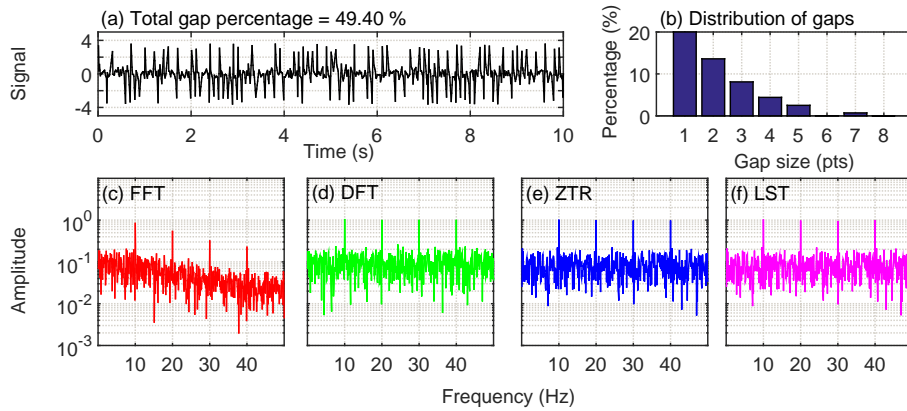 (a) Total gap percentage = 49.40 %
Signal
4
0
-4
0 2 4 6 8 10
Time (s)
(b) Distribution of gaps
Percentage (%)
20
10
0
1 2 3 4 5 6 7 8
Gap size (pts)
(c) FFT
(d) DFT
(e) ZTR
(f) LST
Amplitude
10^0
10^-1
10^-2
10^-3
10 20 30 40
10 20 30 40
10 20 30 40
10 20 30 40
Frequency (Hz)